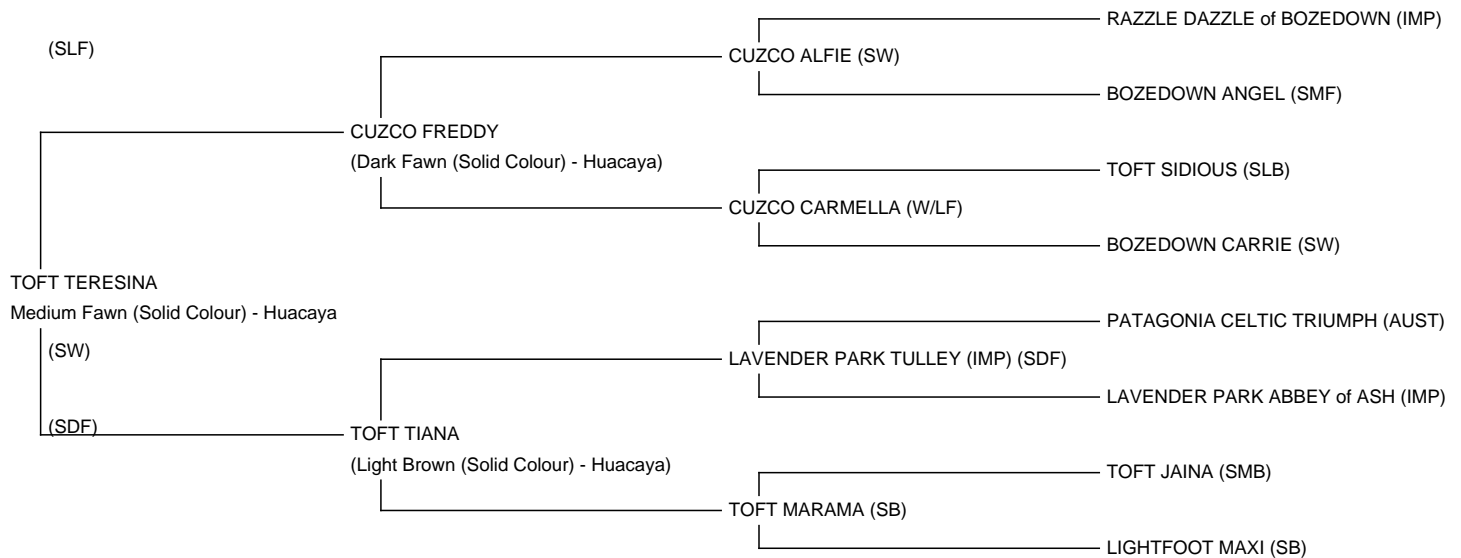 RAZZLE DAZZLE of BOZEDOWN (IMP)
(SLF)
CUZCO ALFIE (SW)
BOZEDOWN ANGEL (SMF)
CUZCO FREDDY
(Dark Fawn (Solid Colour) - Huacaya)
TOFT SIDIOUS (SLB)
CUZCO CARMELLA (W/LF)
BOZEDOWN CARRIE (SW)
TOFT TERESINA
Medium Fawn (Solid Colour) - Huacaya
PATAGONIA CELTIC TRIUMPH (AUST)
(SW)
LAVENDER PARK TULLEY (IMP) (SDF)
LAVENDER PARK ABBEY of ASH (IMP)
(SDF)
TOFT TIANA
(Light Brown (Solid Colour) - Huacaya)
TOFT JAINA (SMB)
TOFT MARAMA (SB)
LIGHTFOOT MAXI (SB)